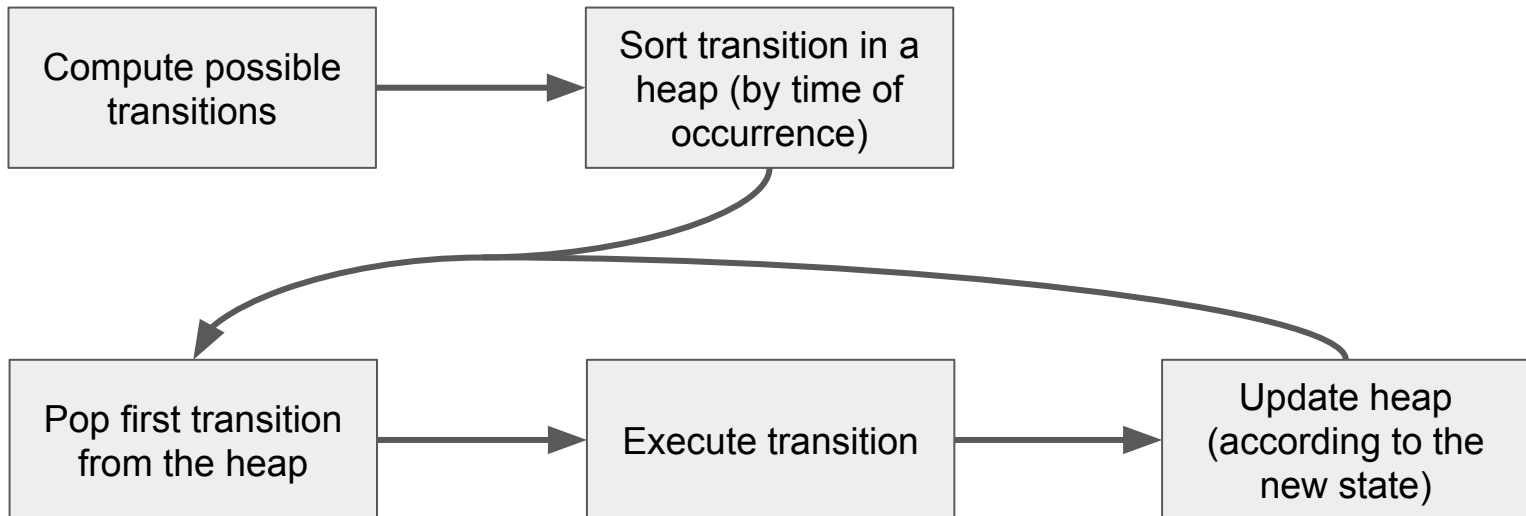 Compute possible
transitions
Sort transition in a
heap (by time of
occurrence)
Pop first transition
from the heap
Execute transition
Update heap
(according to the
new state)